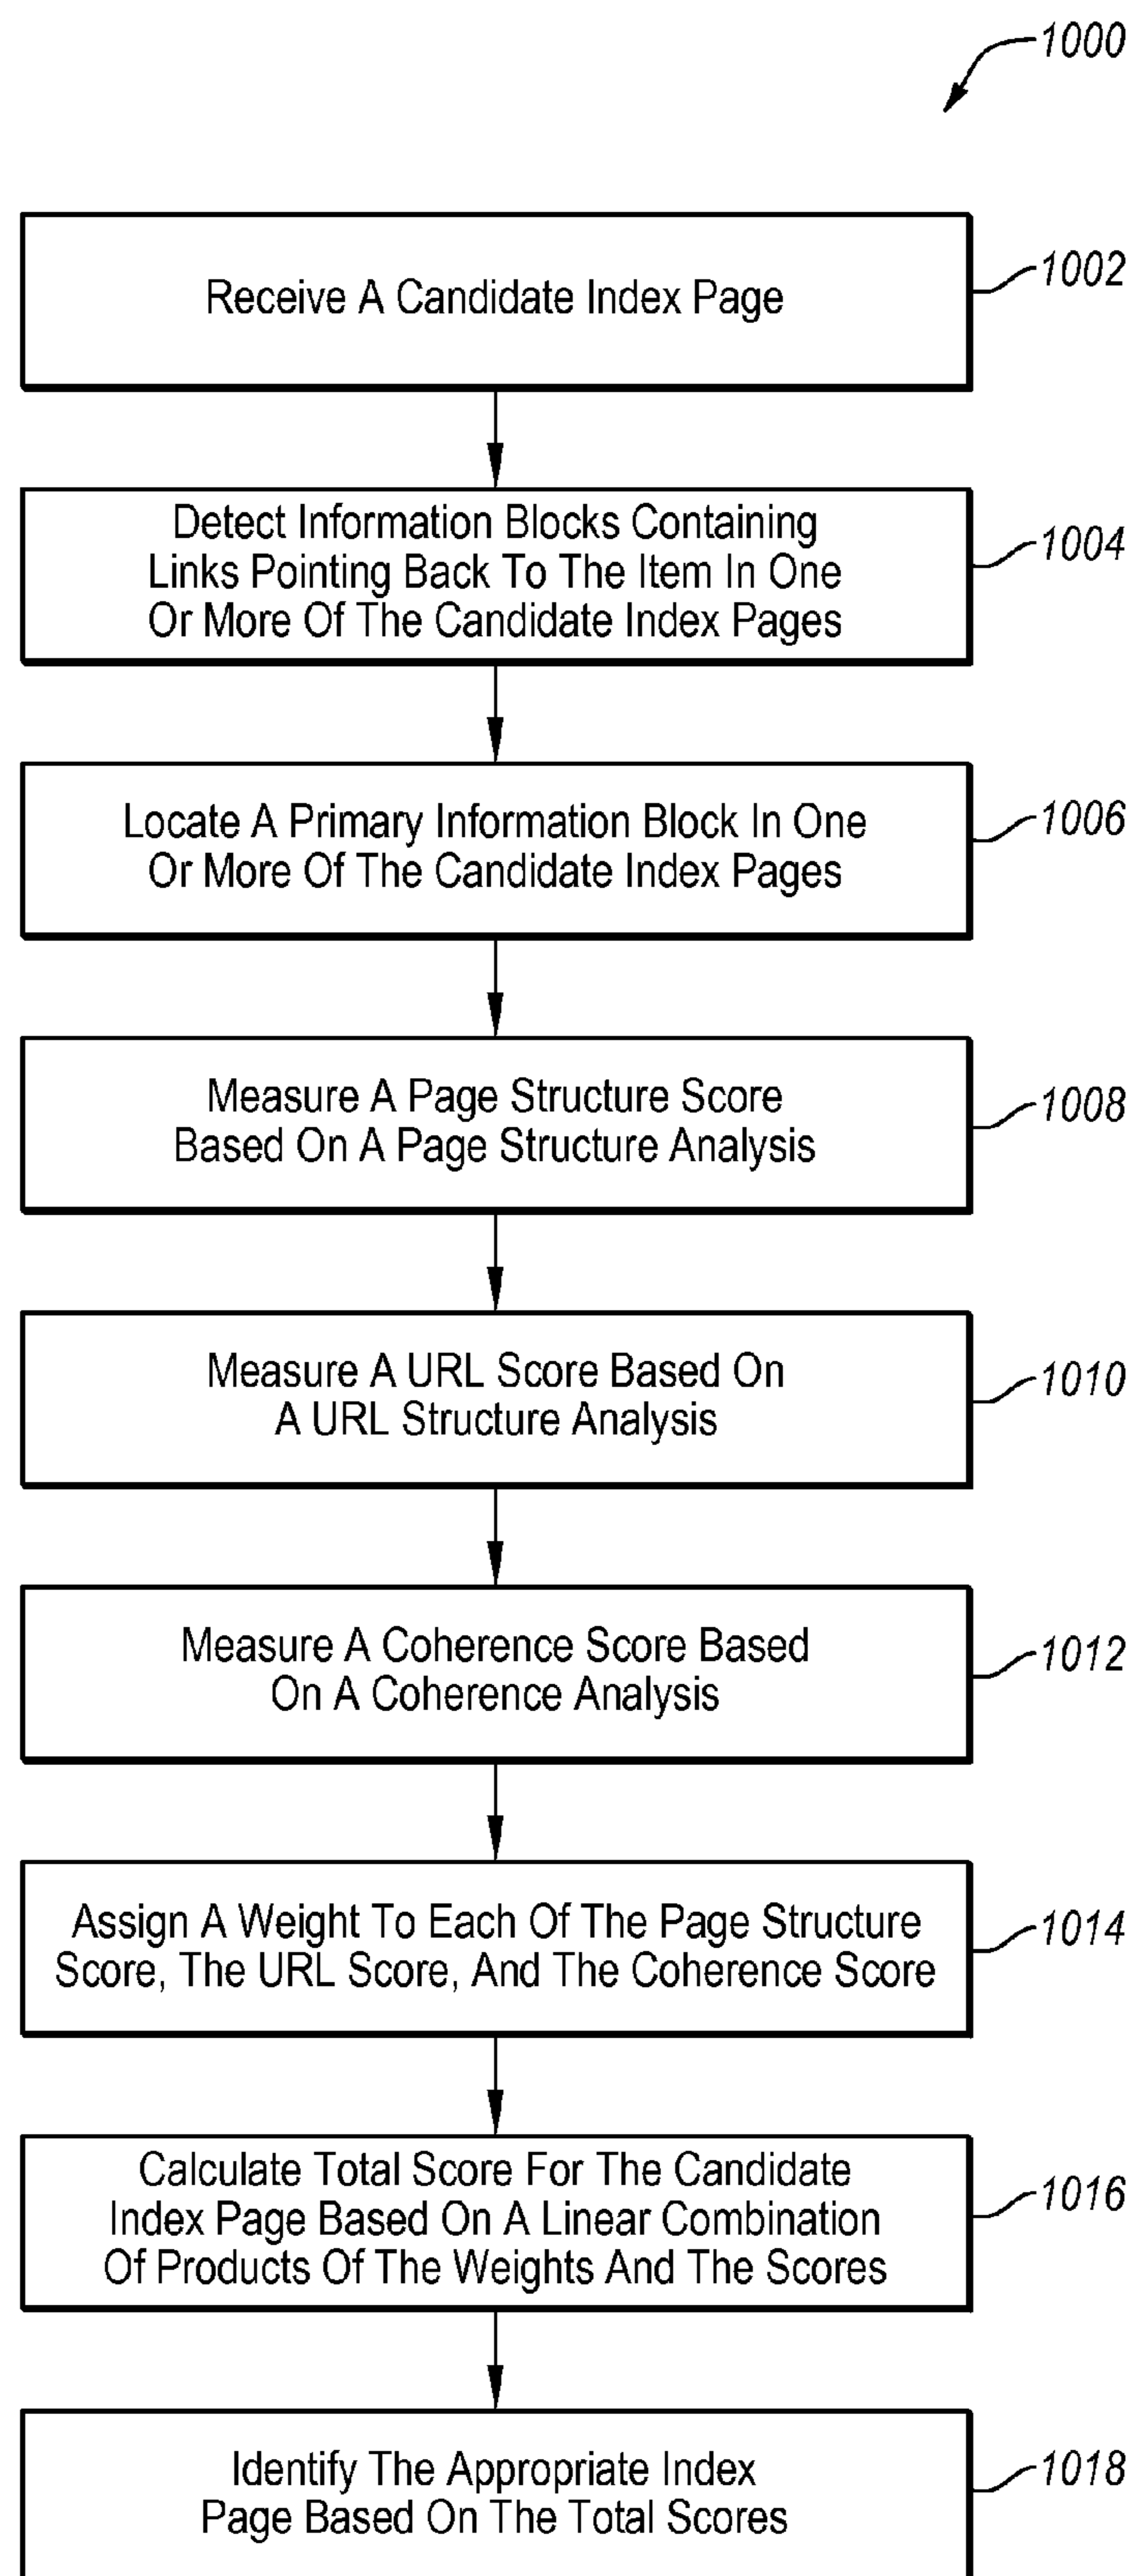 1000
Receive A Candidate Index Page
1002
Detect Information Blocks Containing
Links Pointing Back To The Item In One
Or More Of The Candidate Index Pages
1004
Locate A Primary Information Block In One
Or More Of The Candidate Index Pages
1006
Measure A Page Structure Score
Based On A Page Structure Analysis
1008
Measure A URL Score Based On
A URL Structure Analysis
1010
Measure A Coherence Score Based
On A Coherence Analysis
1012
Assign A Weight To Each Of The Page Structure
Score, The URL Score, And The Coherence Score
1014
Calculate Total Score For The Candidate
Index Page Based On A Linear Combination
Of Products Of The Weights And The Scores
1016
Identify The Appropriate Index
Page Based On The Total Scores
1018